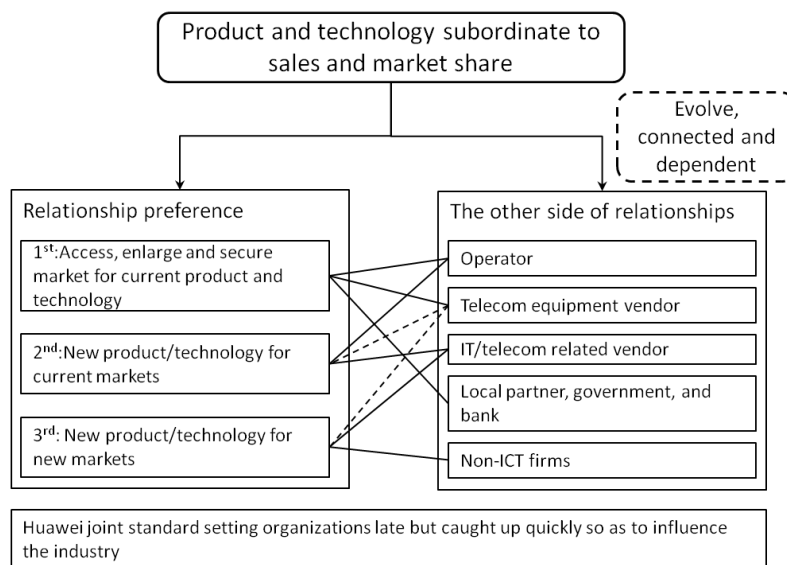 Product and technology subordinate to
sales and market share
Evolve,
connected and
dependent
Relationship preference
1st:Access, enlarge and secure
market for current product and
technology
2nd:New product/technology for
current markets
3rd: New product/technology for
new markets
The other side of relationships
Operator
Telecom equipment vendor
IT/telecom related vendor
Local partner, government, and
bank
Non-ICT firms
Huawei joint standard setting organizations late but caught up quickly so as to influence
the industry